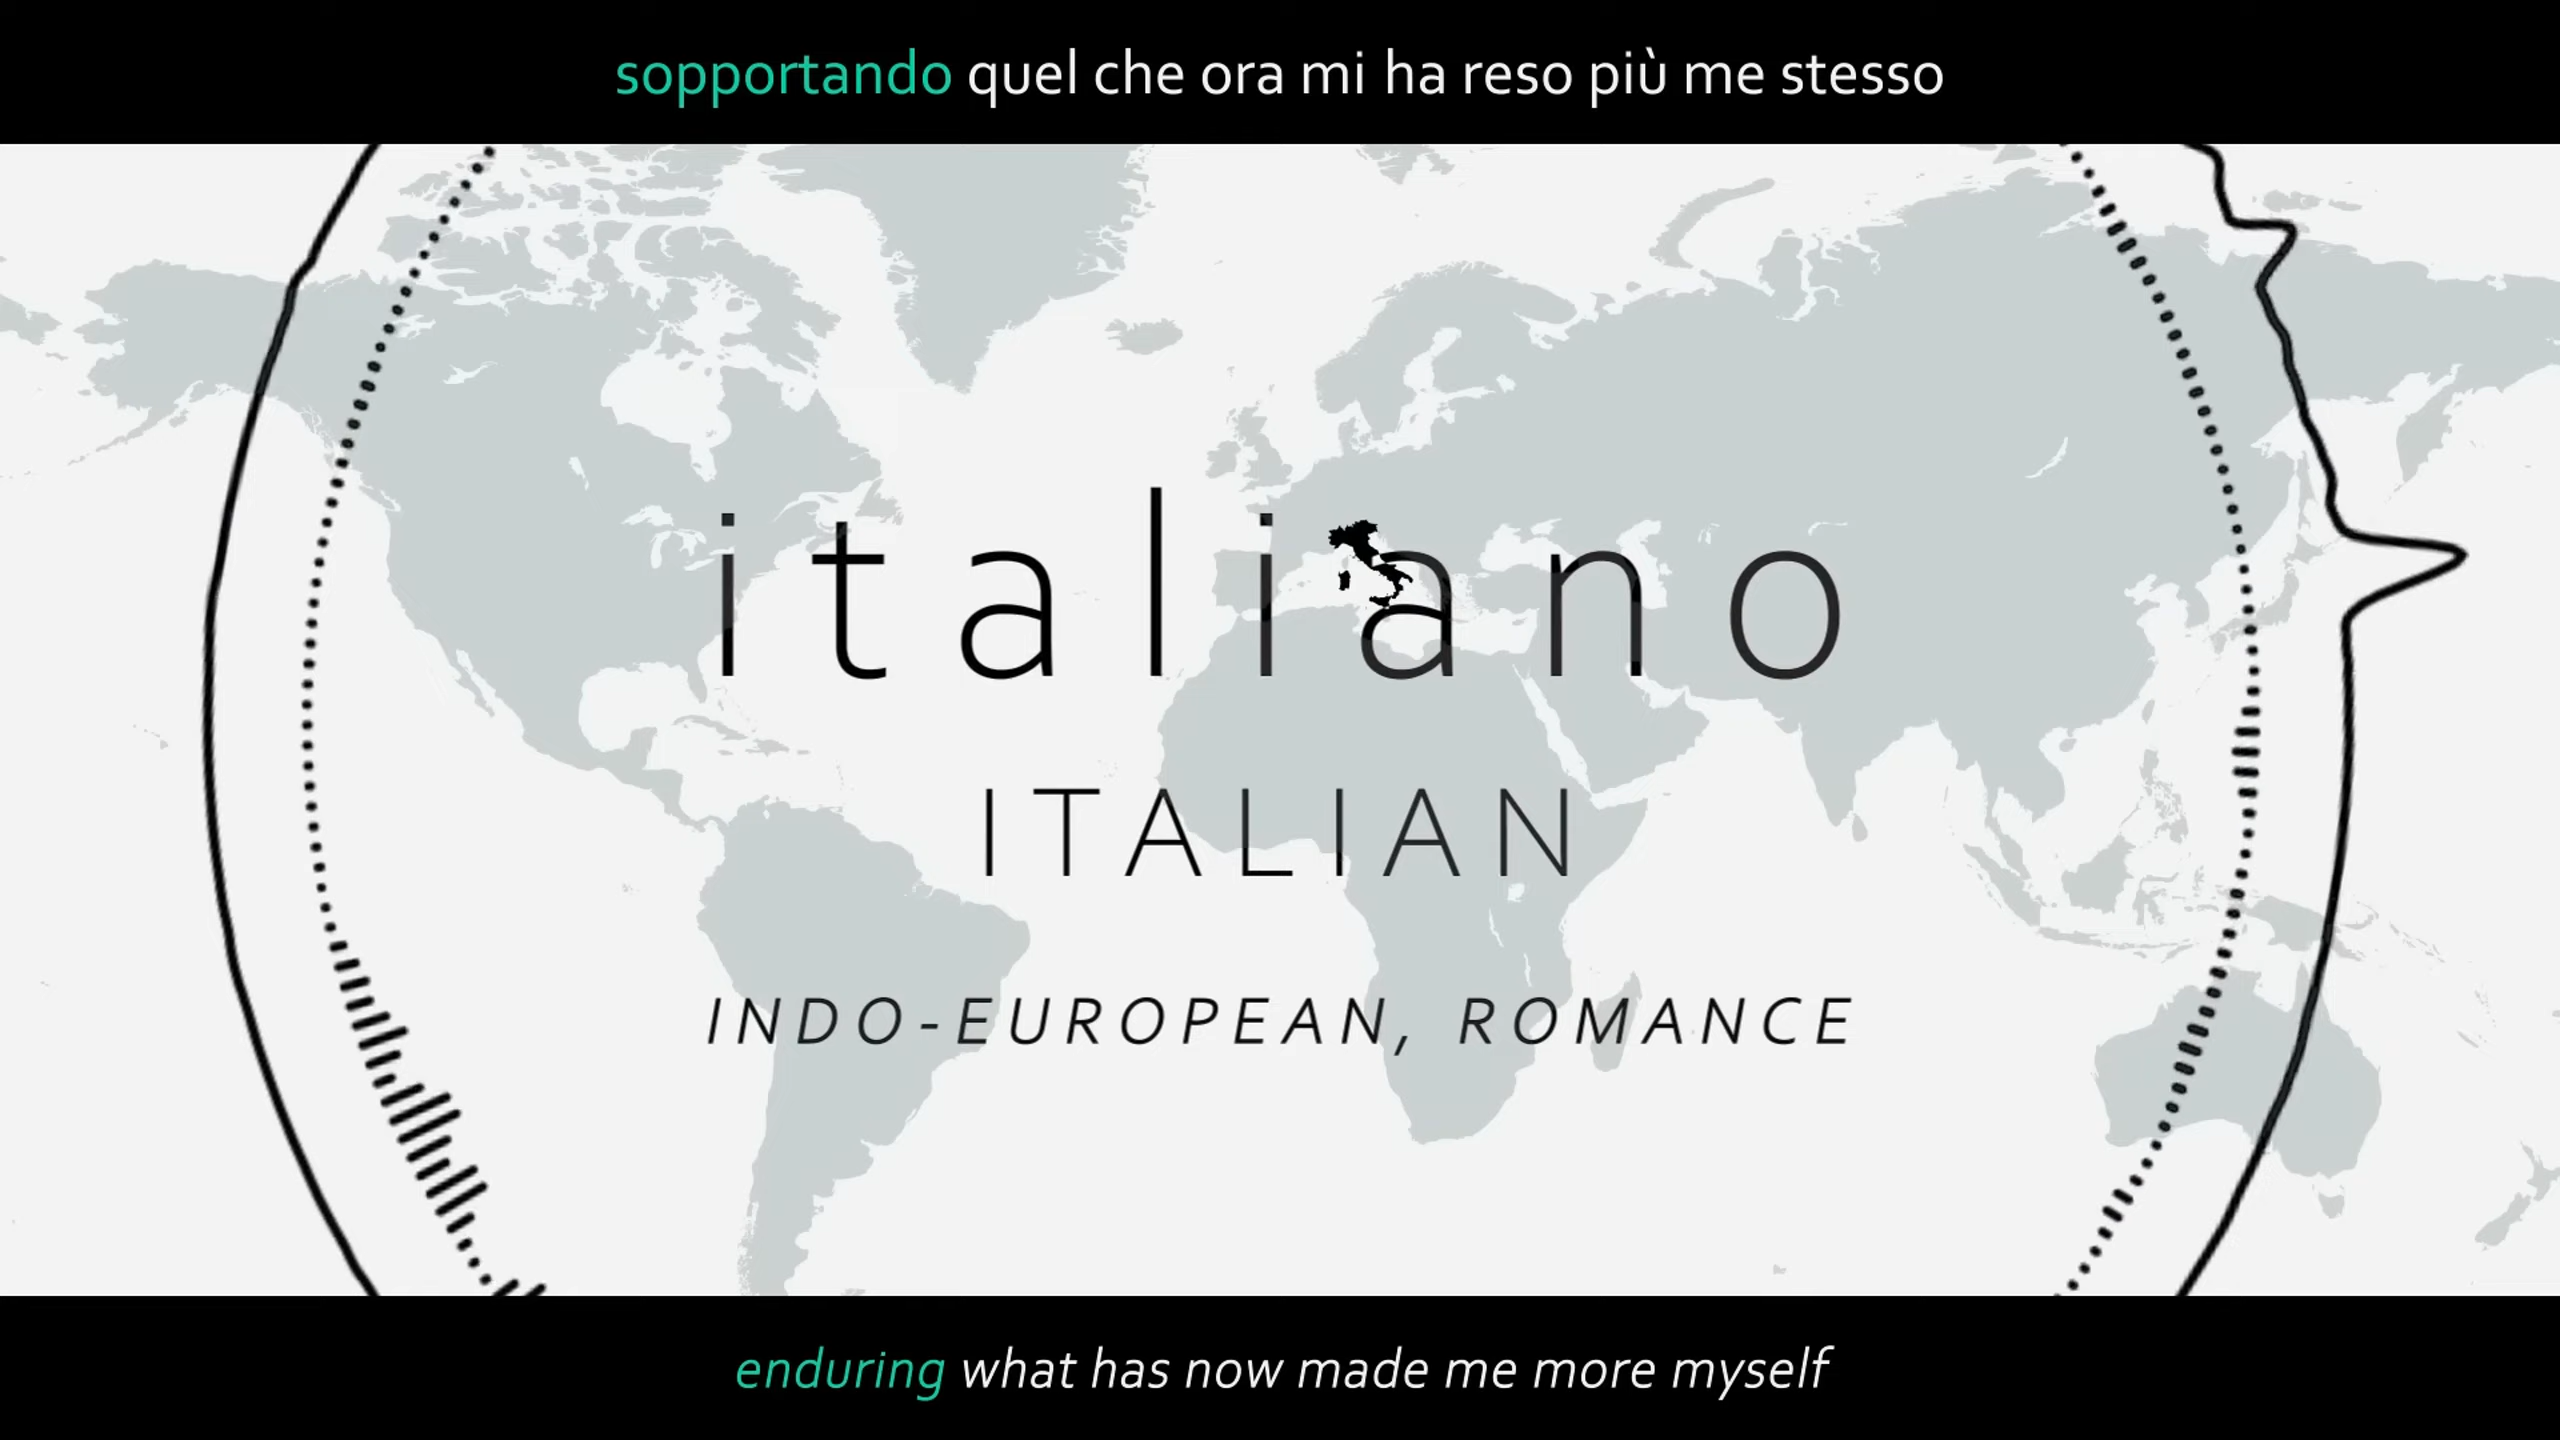 sopportando quel che ora mi ha reso più me stesso
italiano
ITALIAN
INDO-EUROPEAN, ROMANCE
enduring what has now made me more myself